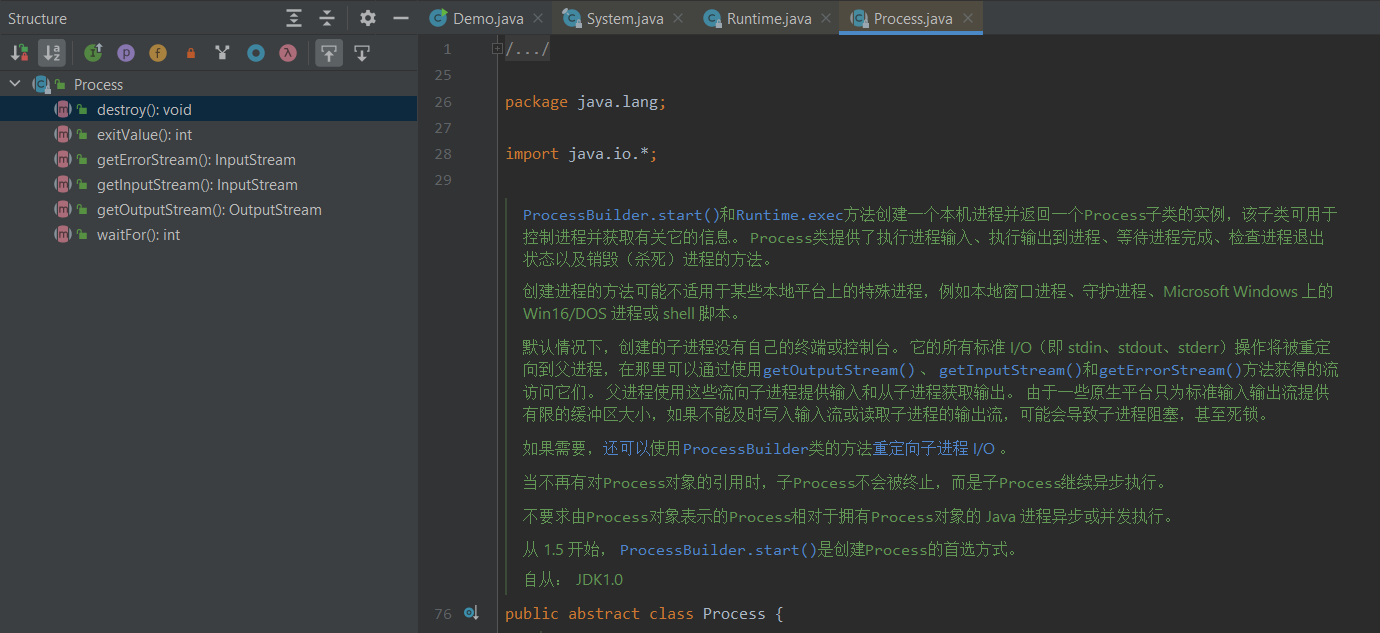 Structure
Demo.java
System.java
Runtime.java
Process.java
Process
destroy(): void
exitValue(): int
getErrorStream(): InputStream
getInputStream(): InputStream
getOutputStream(): OutputStream
waitFor(): int
1 /.../
25
26 package java.lang;
27
28 import java.io.*;
29
ProcessBuilder.start()和Runtime.exec方法创建一个本机进程并返回一个Process子类的实例，该子类可用于
控制进程并获取有关它的信息。 Process类提供了执行进程输入、执行输出到进程、等待进程完成、检查进程退出
状态以及销毁（杀死）进程的方法。
创建进程的方法可能不适用于某些本地平台上的特殊进程，例如本地窗口进程、守护进程、Microsoft Windows 上的
Win16/DOS 进程或 shell 脚本。
默认情况下，创建的子进程没有自己的终端或控制台。 它的所有标准 I/O（即 stdin、stdout、stderr）操作将被重定
向到父进程，在那里可以通过使用getOutputStream() 、 getInputStream()和getErrorStream()方法获得的流
访问它们。 父进程使用这些流向子进程提供输入和从子进程获取输出。 由于一些原生平台只为标准输入输出流提供
有限的缓冲区大小，如果不能及时写入输入流或读取子进程的输出流，可能会导致子进程阻塞，甚至死锁。
如果需要，还可以使用ProcessBuilder类的方法重定向子进程 I/O 。
当不再有对Process对象的引用时，子Process不会被终止，而是子Process继续异步执行。
不要求由Process对象表示的Process相对于拥有Process对象的 Java 进程异步或并发执行。
从 1.5 开始， ProcessBuilder.start()是创建Process的首选方式。
自从： JDK1.0
76 public abstract class Process {